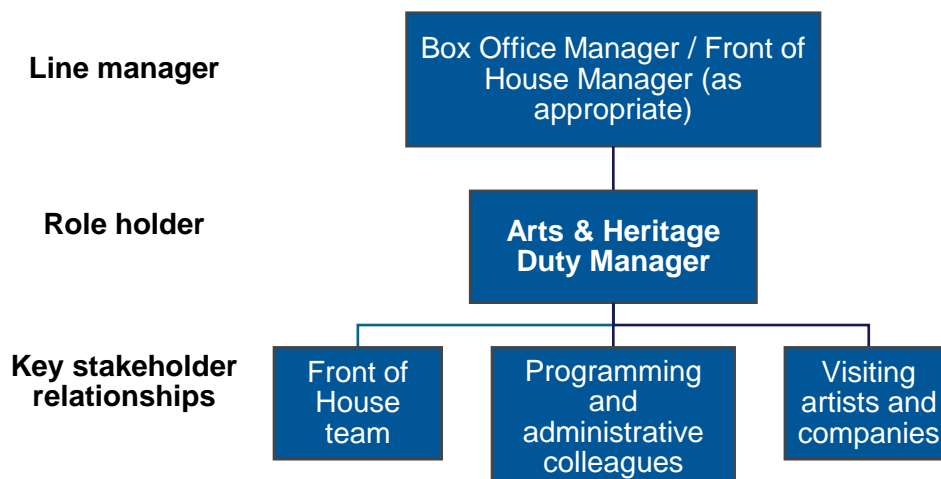 Line manager
Box Office Manager / Front of
House Manager (as
appropriate)
Role holder
Arts & Heritage
Duty Manager
Key stakeholder
relationships
Front of
House
team
Programming
and
administrative
colleagues
Visiting
artists and
companies